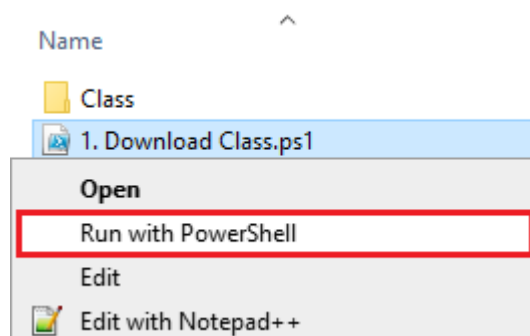 Name
Class
1. Download Class.ps1
Open
Run with PowerShell
Edit
Edit with Notepad++